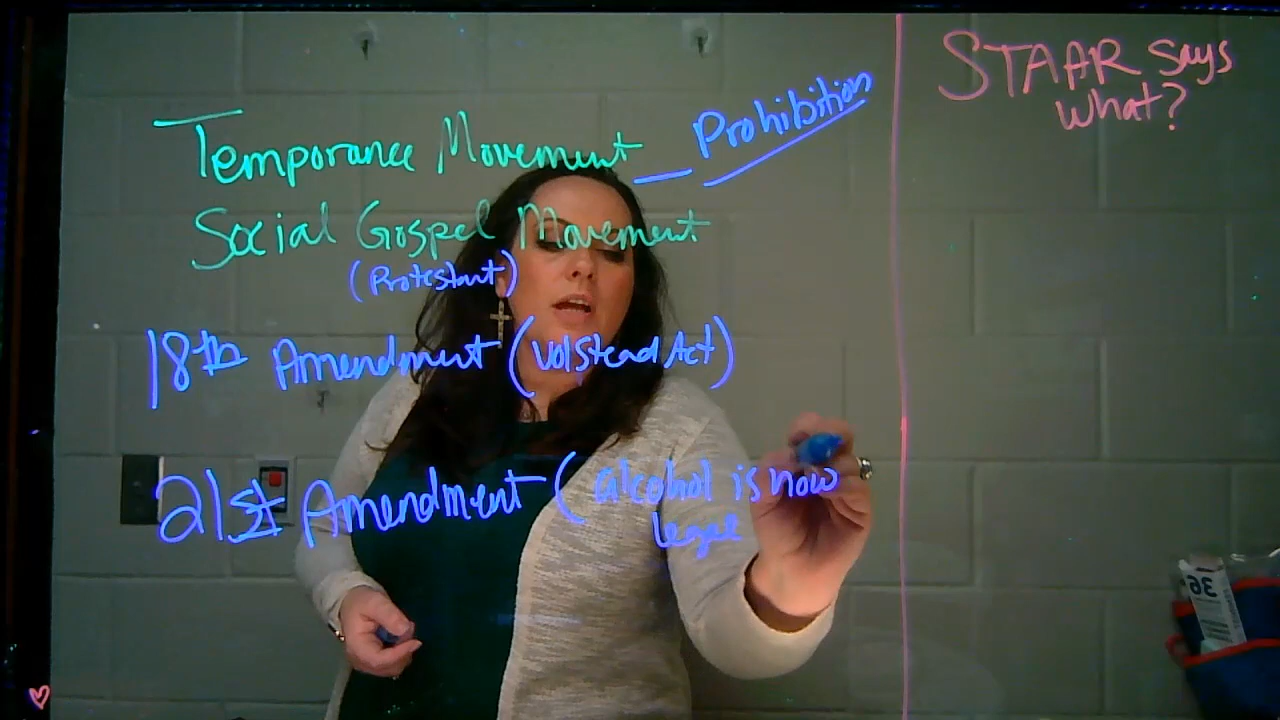 Temporance Movement — Prohibition
Social Gospel Movement
(Protestant)
18th Amendment (Volstead Act)
21st Amendment (alcohol is now
legal
STAAR says
what?
36